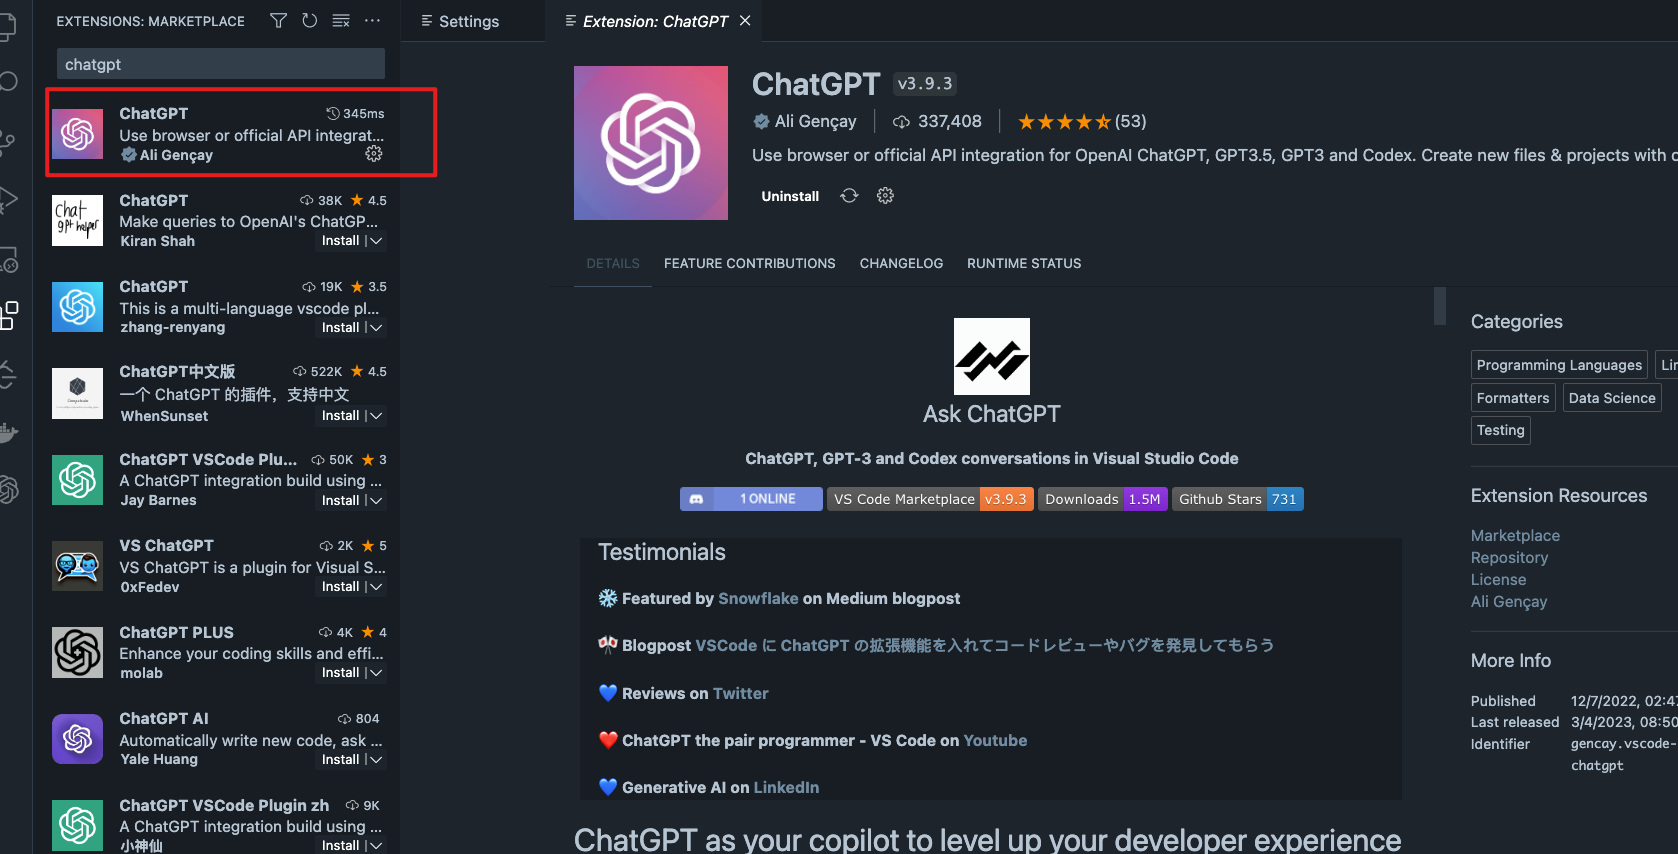 EXTENSIONS: MARKETPLACE
chatgpt
ChatGPT 345ms
Use browser or official API integrat...
Ali Gençay
ChatGPT 38K 4.5
Make queries to OpenAI's ChatGP...
Kiran Shah Install
Chat
gpt helper
ChatGPT 19K 3.5
This is a multi-language vscode pl...
zhang-renyang Install
ChatGPT中文版 522K 4.5
一个 ChatGPT 的插件，支持中文
WhenSunset Install
ChatGPT VSCode Plu... 50K 3
A ChatGPT integration build using ...
Jay Barnes Install
VS ChatGPT 2K 5
VS ChatGPT is a plugin for Visual S...
0xFedev Install
ChatGPT PLUS 4K 4
Enhance your coding skills and effi...
molab Install
ChatGPT AI 804
Automatically write new code, ask ...
Yale Huang Install
ChatGPT VSCode Plugin zh 9K
A ChatGPT integration build using ...
小神仙 Install
Settings
Extension: ChatGPT
ChatGPT v3.9.3
Ali Gençay 337,408 (53)
Use browser or official API integration for OpenAI ChatGPT, GPT3.5, GPT3 and Codex. Create new files & projects with
Uninstall
DETAILS FEATURE CONTRIBUTIONS CHANGELOG RUNTIME STATUS
Ask ChatGPT
ChatGPT, GPT-3 and Codex conversations in Visual Studio Code
1 ONLINE VS Code Marketplace v3.9.3 Downloads 1.5M Github Stars 731
Testimonials
Featured by Snowflake on Medium blogpost
Blogpost VSCode に ChatGPT の拡張機能を入れてコードレビューやバグを発見してもらう
Reviews on Twitter
ChatGPT the pair programmer - VS Code on Youtube
Generative AI on LinkedIn
ChatGPT as your copilot to level up your developer experience
Categories
Programming Languages
Formatters Data Science
Testing
Extension Resources
Marketplace
Repository
License
Ali Gençay
More Info
Published 12/7/2022, 02:47
Last released 3/4/2023, 08:50
Identifier gencay.vscode-
chatgpt